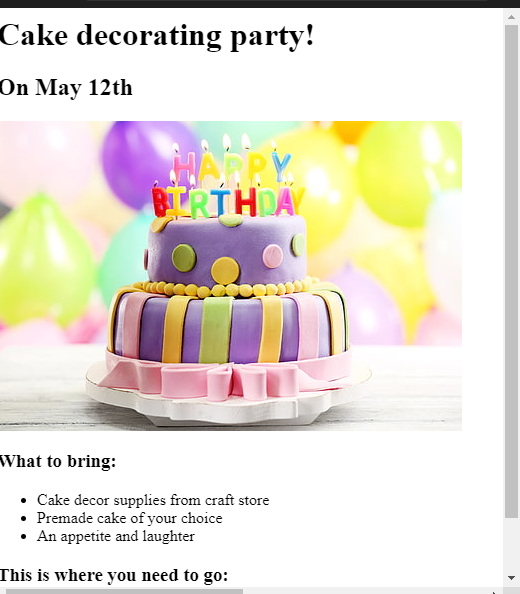 Cake decorating party!
On May 12th
HAPPY
BIRTHDAY
What to bring:
Cake decor supplies from craft store
Premade cake of your choice
An appetite and laughter
This is where you need to go: